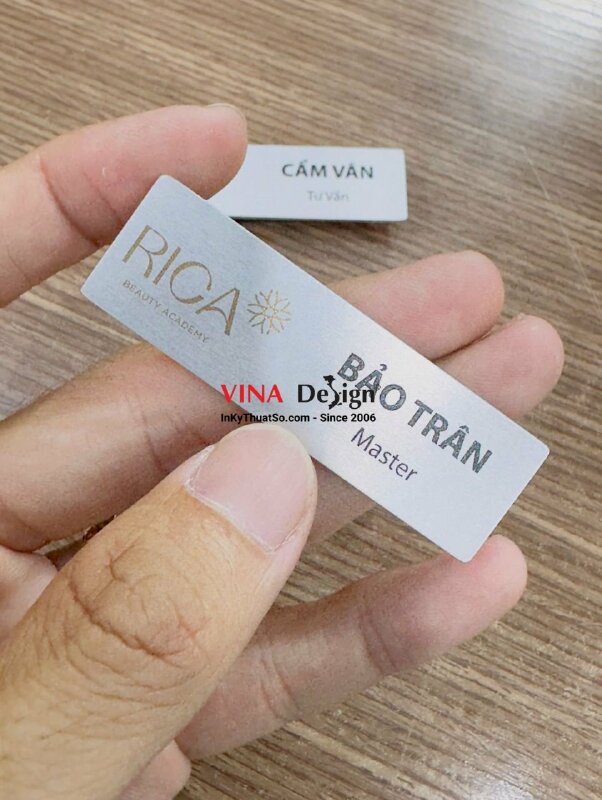 CẨM VÂN
Tư Vấn
RICA
BEAUTY ACADEMY
BẢO TRÂN
Master
VINA Design
InKyThuatSo.com - Since 2006